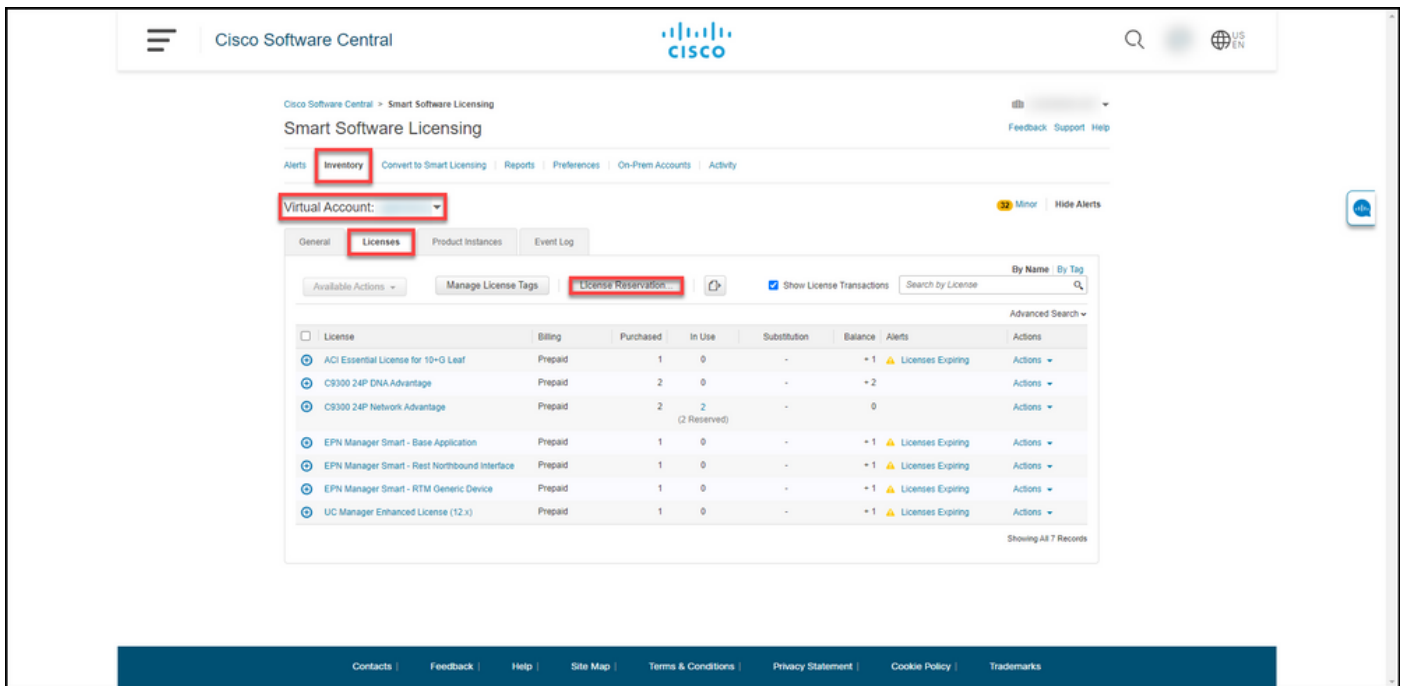 Cisco Software Central
CISCO
US
EN
Cisco Software Central > Smart Software Licensing
Smart Software Licensing
Feedback Support Help
Alerts Inventory Convert to Smart Licensing | Reports | Preferences | On-Prem Accounts | Activity
Virtual Account:
32 Minor | Hide Alerts
General Licenses Product Instances Event Log
By Name | By Tag
Available Actions Manage License Tags License Reservation... Show License Transactions Search by License
Advanced Search
License Billing Purchased In Use Substitution Balance Alerts Actions
ACI Essential License for 10+G Leaf Prepaid 1 0 - + 1 Licenses Expiring Actions
C9300 24P DNA Advantage Prepaid 2 0 - + 2 Actions
C9300 24P Network Advantage Prepaid 2 2 - 0 Actions
(2 Reserved)
EPN Manager Smart - Base Application Prepaid 1 0 - + 1 Licenses Expiring Actions
EPN Manager Smart - Rest Northbound Interface Prepaid 1 0 - + 1 Licenses Expiring Actions
EPN Manager Smart - RTM Generic Device Prepaid 1 0 - + 1 Licenses Expiring Actions
UC Manager Enhanced License (12.x) Prepaid 1 0 - + 1 Licenses Expiring Actions
Showing All 7 Records
Contacts | Feedback | Help | Site Map | Terms & Conditions | Privacy Statement | Cookie Policy | Trademarks